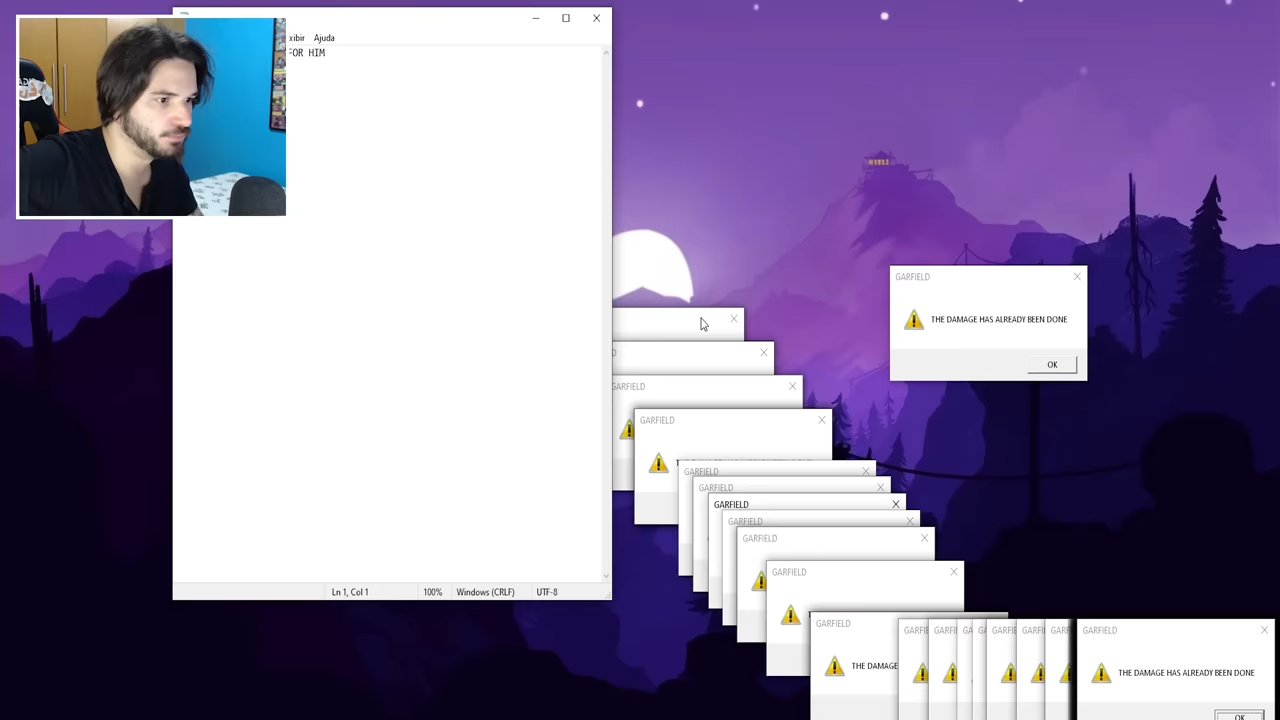 xibir Ajuda
FOR HIM
GARFIELD
THE DAMAGE HAS ALREADY BEEN DONE
OK
GARFIELD
GARFIELD
GARFIELD
GARFIELD
GARFIELD
GARFIELD
GARFIELD
GARFIELD
Ln 1, Col 1 100% Windows (CRLF) UTF-8
GARFIELD
THE DAMAGE
GARFIELD
THE DAMAGE HAS ALREADY BEEN DONE
OK